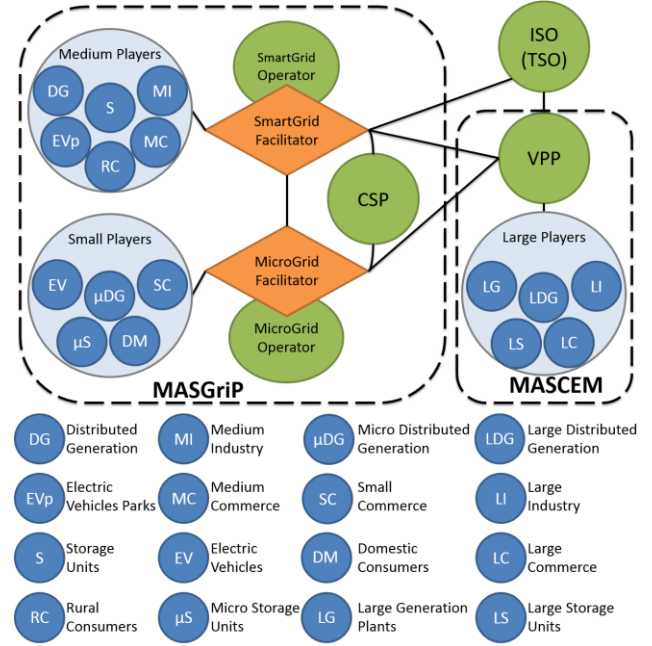 Medium Players
DG
S
MI
EVp
RC
MC
SmartGrid
Operator
SmartGrid
Facilitator
ISO
(TSO)
VPP
CSP
Small Players
EV
μDG
SC
μS
DM
MicroGrid
Facilitator
MicroGrid
Operator
Large Players
LG
LDG
LI
LS
LC
MASGriP
MASCEM
DG
Distributed
Generation
MI
Medium
Industry
μDG
Micro Distributed
Generation
LDG
Large Distributed
Generation
EVp
Electric
Vehicles Parks
MC
Medium
Commerce
SC
Small
Commerce
LI
Large
Industry
S
Storage
Units
EV
Electric
Vehicles
DM
Domestic
Consumers
LC
Large
Commerce
RC
Rural
Consumers
μS
Micro Storage
Units
LG
Large Generation
Plants
LS
Large Storage
Units